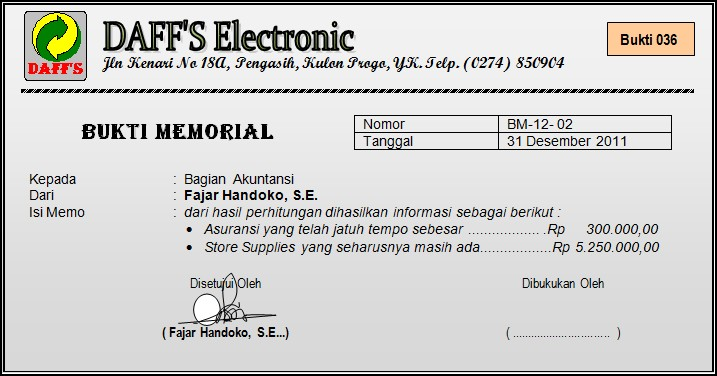 DAFF'S
DAFF'S Electronic
Jln Kenari No 18A, Pengasih, Kulon Progo, YK. Telp. (0274) 850904
Bukti 036
BUKTI MEMORIAL
Nomor BM-12- 02
Tanggal 31 Desember 2011
Kepada : Bagian Akuntansi
Dari : Fajar Handoko, S.E.
Isi Memo : dari hasil perhitungan dihasilkan informasi sebagai berikut :
• Asuransi yang telah jatuh tempo sebesar .................. .Rp 300.000,00
• Store Supplies yang seharusnya masih ada..................Rp 5.250.000,00
Disetujui Oleh Dibukukan Oleh
( Fajar Handoko, S.E...) ( ............................... )